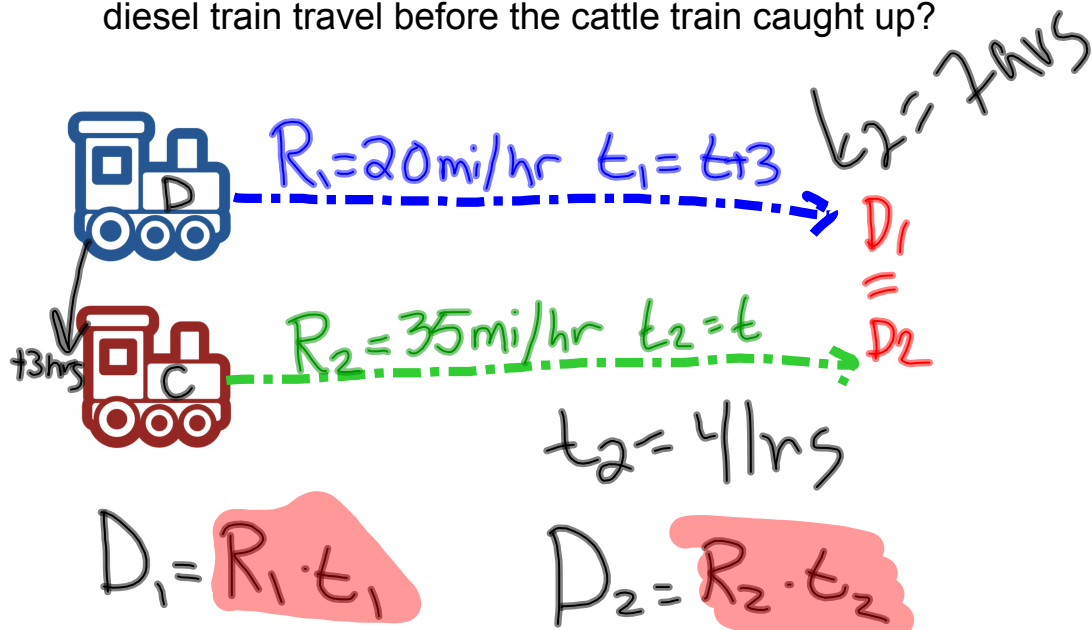 diesel train travel before the cattle train caught up?
t2 = 7hrs
D
R1=20mi/hr t1=t+3
D1
=
D2
+3hrs
C
R2=35mi/hr t2=t
t2=4hrs
D1=R1·t1
D2=R2·t2